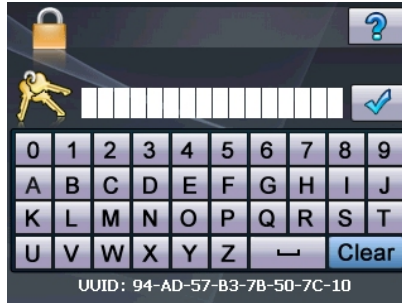 0 1 2 3 4 5 6 7 8 9
A B C D E F G H I J
K L M N O P Q R S T
U V W X Y Z Clear
UUID: 94-AD-57-B3-7B-50-7C-10